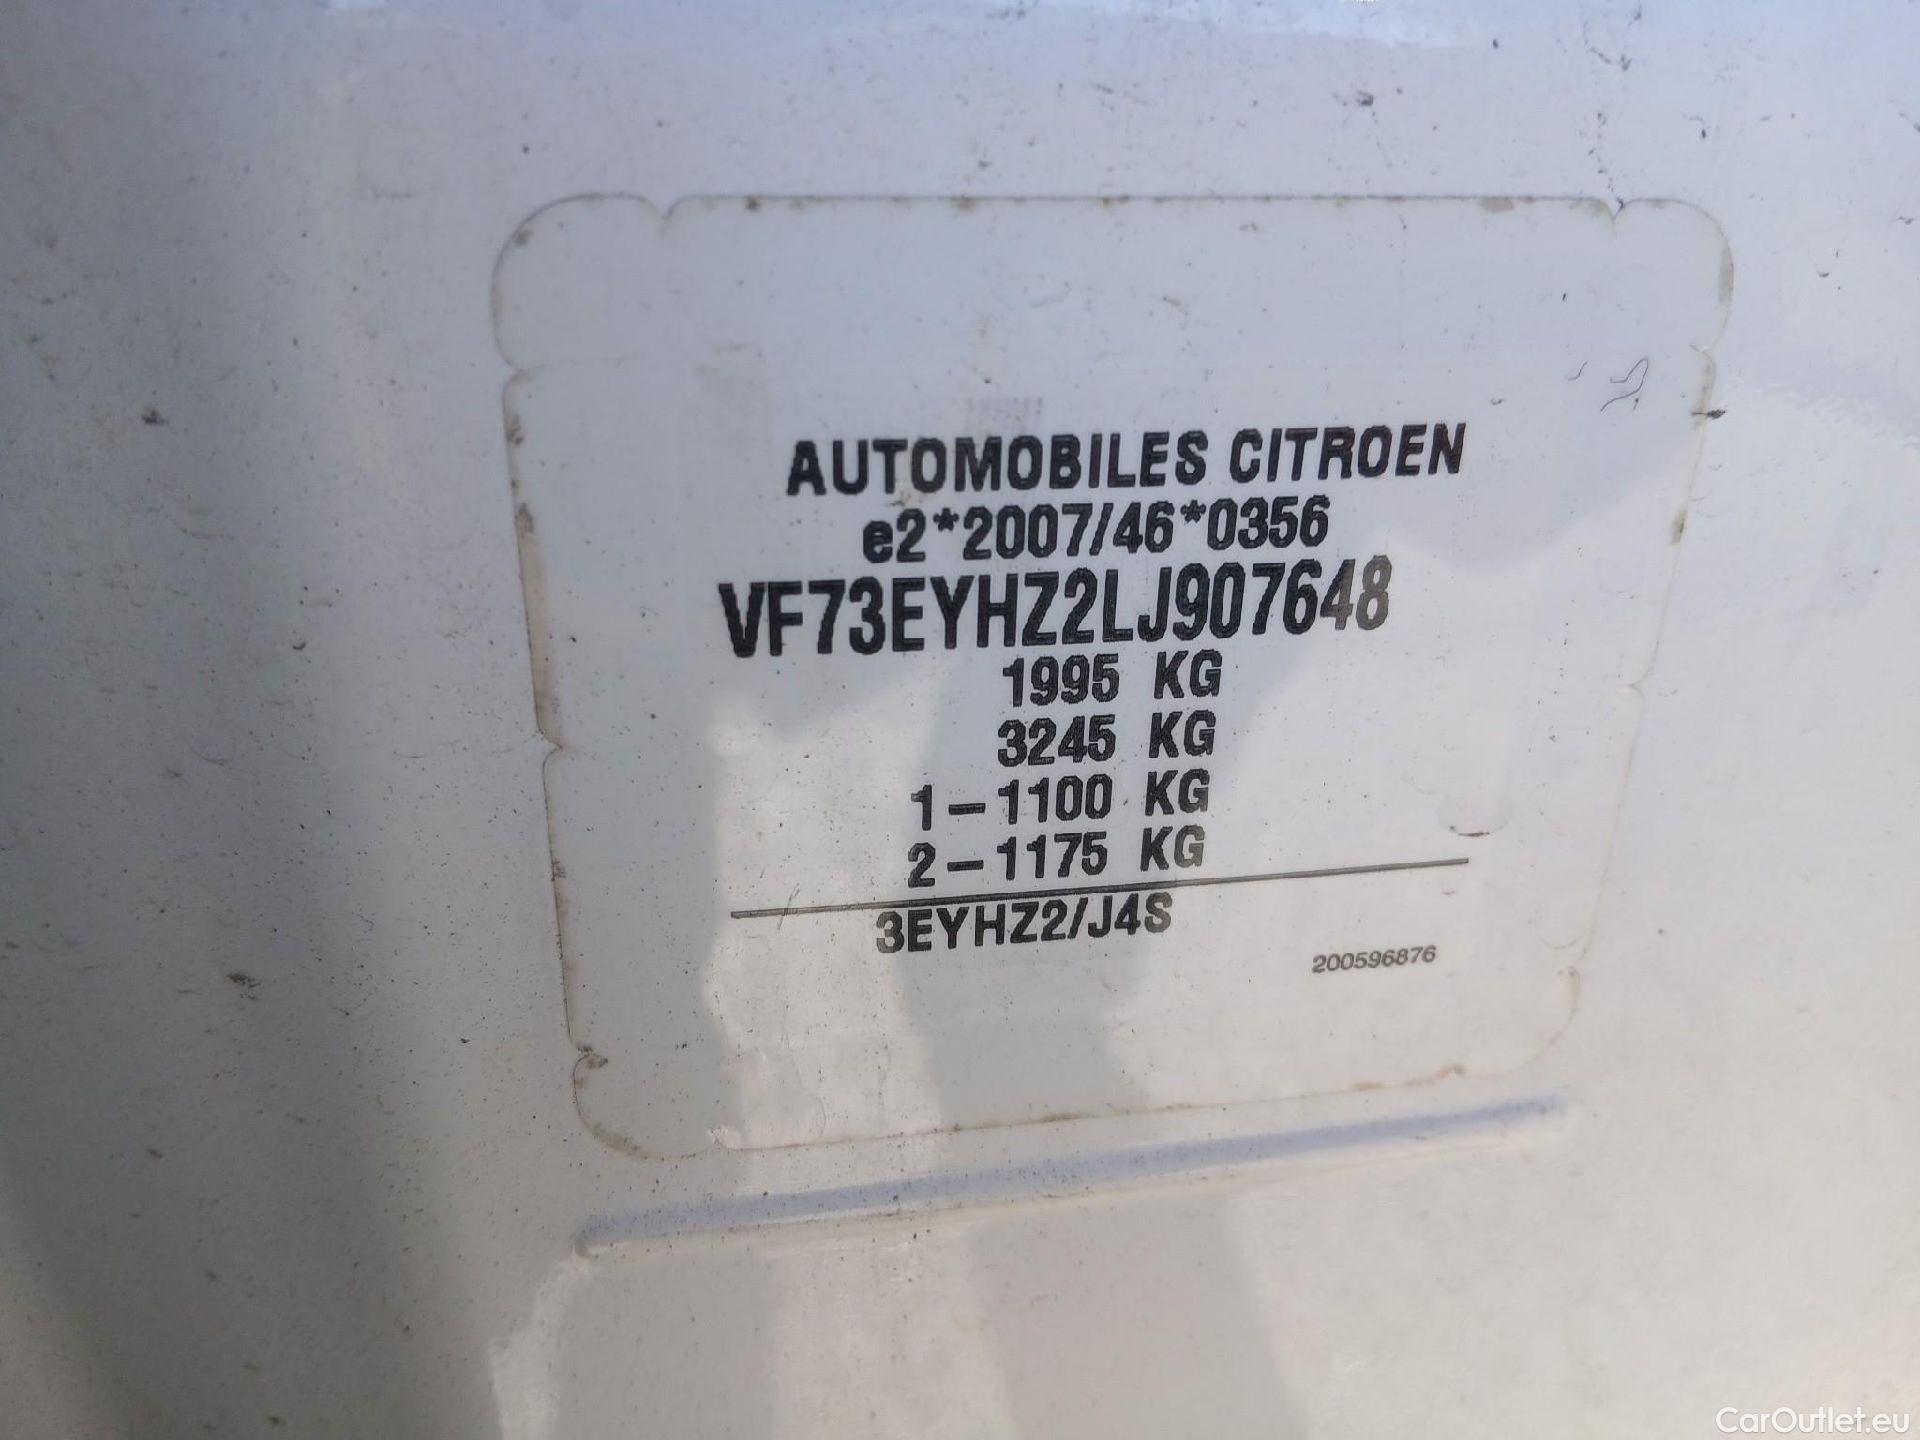 AUTOMOBILES CITROEN
e2*2007/46*0356
VF73EYHZ2LJ907648
1995 KG
3245 KG
1-1100 KG
2-1175 KG
3EYHZ2/J4S
200596876
CarOutlet.eu